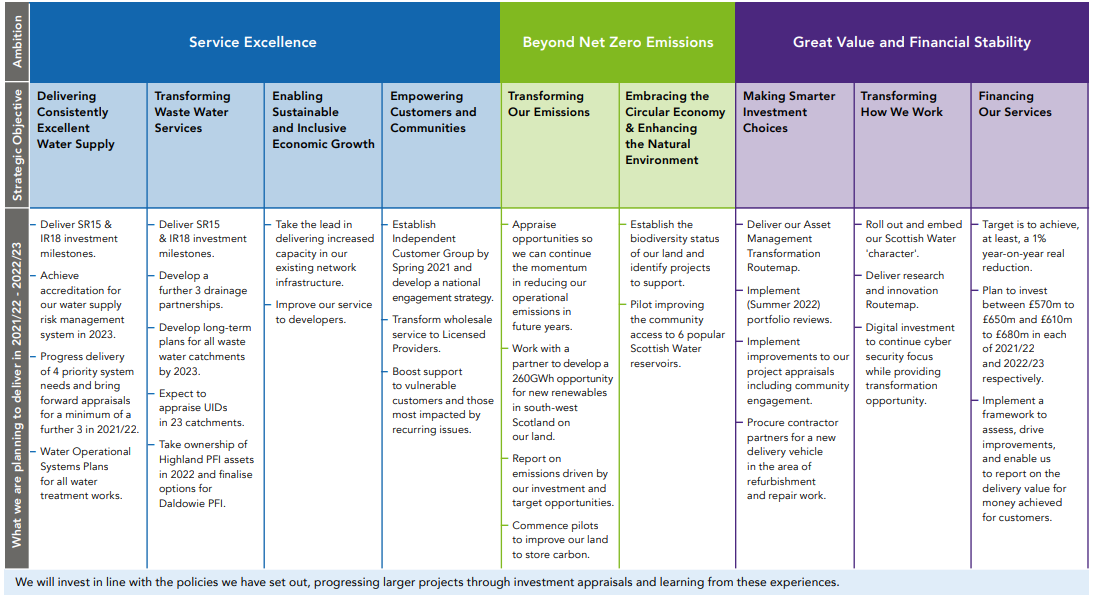 Ambition
Service Excellence
Beyond Net Zero Emissions
Great Value and Financial Stability
Strategic Objective
Delivering
Consistently
Excellent
Water Supply
Transforming
Waste Water
Services
Enabling
Sustainable
and Inclusive
Economic Growth
Empowering
Customers and
Communities
Transforming
Our Emissions
Embracing the
Circular Economy
& Enhancing
the Natural
Environment
Making Smarter
Investment
Choices
Transforming
How We Work
Financing
Our Services
What we are planning to deliver in 2021/22 - 2022/23
– Deliver SR15 &
IR18 investment
milestones.
– Achieve
accreditation for
our water supply
risk management
system in 2023.
– Progress delivery
of 4 priority system
needs and bring
forward appraisals
for a minimum of a
further 3 in 2021/22.
– Water Operational
Systems Plans
for all water
treatment works.
– Deliver SR15
& IR18 investment
milestones.
– Develop a
further 3 drainage
partnerships.
– Develop long-term
plans for all waste
water catchments
by 2023.
– Expect to
appraise UIDs
in 23 catchments.
– Take ownership of
Highland PFI assets
in 2022 and finalise
options for
Daldowie PFI.
– Take the lead in
delivering increased
capacity in our
existing network
infrastructure.
– Improve our service
to developers.
– Establish
Independent
Customer Group by
Spring 2021 and
develop a national
engagement strategy.
– Transform wholesale
service to Licensed
Providers.
– Boost support
to vulnerable
customers and those
most impacted by
recurring issues.
– Appraise
opportunities so
we can continue
the momentum
in reducing our
operational
emissions in
future years.
– Work with a
partner to develop a
260GWh opportunity
for new renewables
in south-west
Scotland on
our land.
– Report on
emissions driven by
our investment and
target opportunities.
– Commence pilots
to improve our land
to store carbon.
– Establish the
biodiversity status
of our land and
identify projects
to support.
– Pilot improving
the community
access to 6 popular
Scottish Water
reservoirs.
– Deliver our Asset
Management
Transformation
Routemap.
– Implement
(Summer 2022)
portfolio reviews.
– Implement
improvements to our
project appraisals
including community
engagement.
– Procure contractor
partners for a new
delivery vehicle
in the area of
refurbishment
and repair work.
– Roll out and embed
our Scottish Water
'character'.
– Deliver research
and innovation
Routemap.
– Digital investment
to continue cyber
security focus
while providing
transformation
opportunity.
– Target is to achieve,
at least, a 1%
year-on-year real
reduction.
– Plan to invest
between £570m to
£650m and £610m
to £680m in each
of 2021/22
and 2022/23
respectively.
– Implement a
framework to
assess, drive
improvements,
and enable us
to report on the
delivery value for
money achieved
for customers.
We will invest in line with the policies we have set out, progressing larger projects through investment appraisals and learning from these experiences.